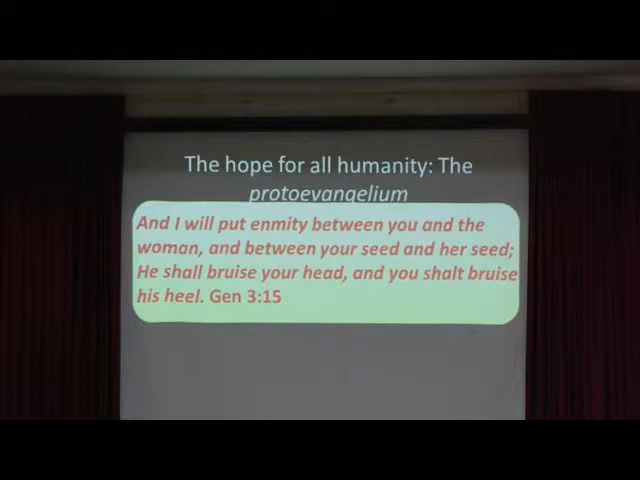 The hope for all humanity: The
protoevangelium
And I will put enmity between you and the
woman, and between your seed and her seed;
He shall bruise your head, and you shalt bruise
his heel. Gen 3:15